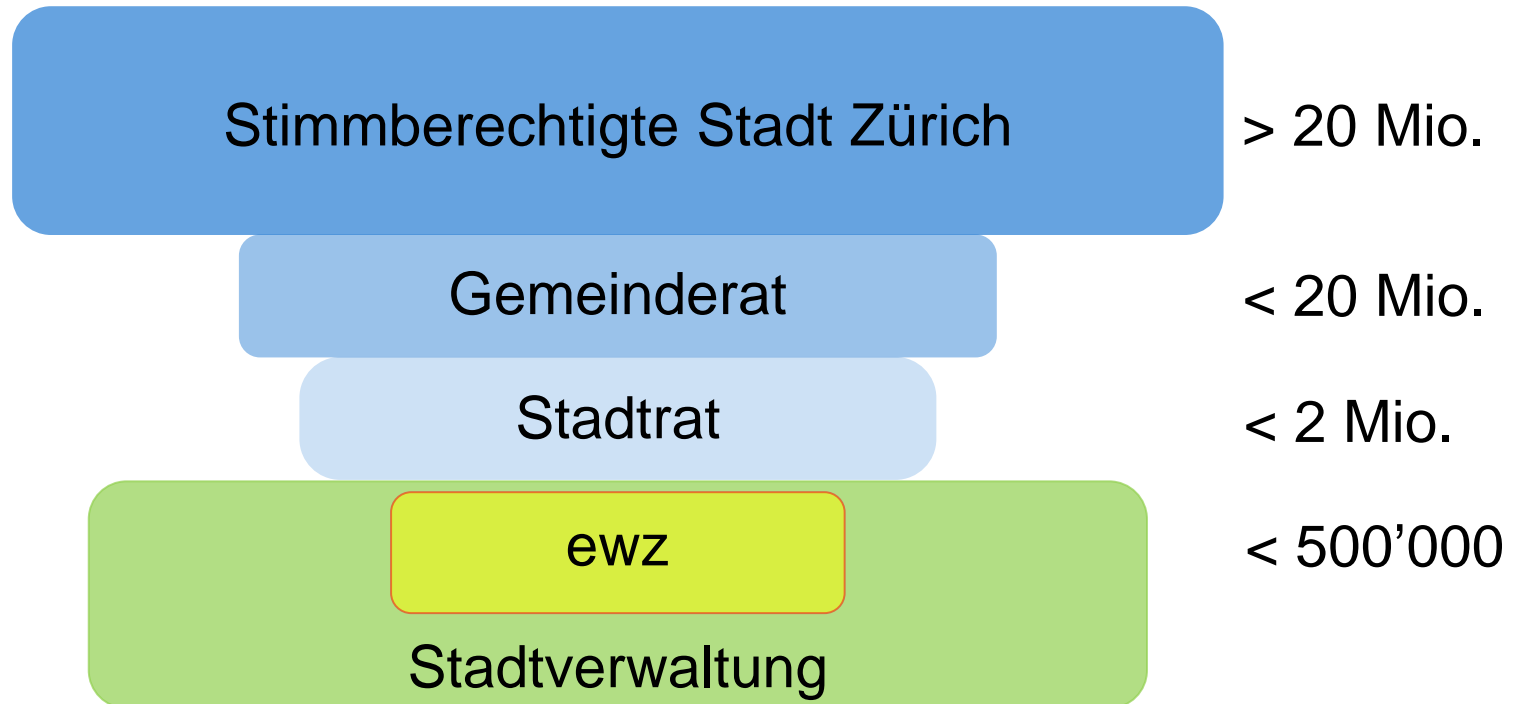 Stimmberechtigte Stadt Zürich > 20 Mio.
Gemeinderat < 20 Mio.
Stadtrat < 2 Mio.
ewz < 500’000
Stadtverwaltung